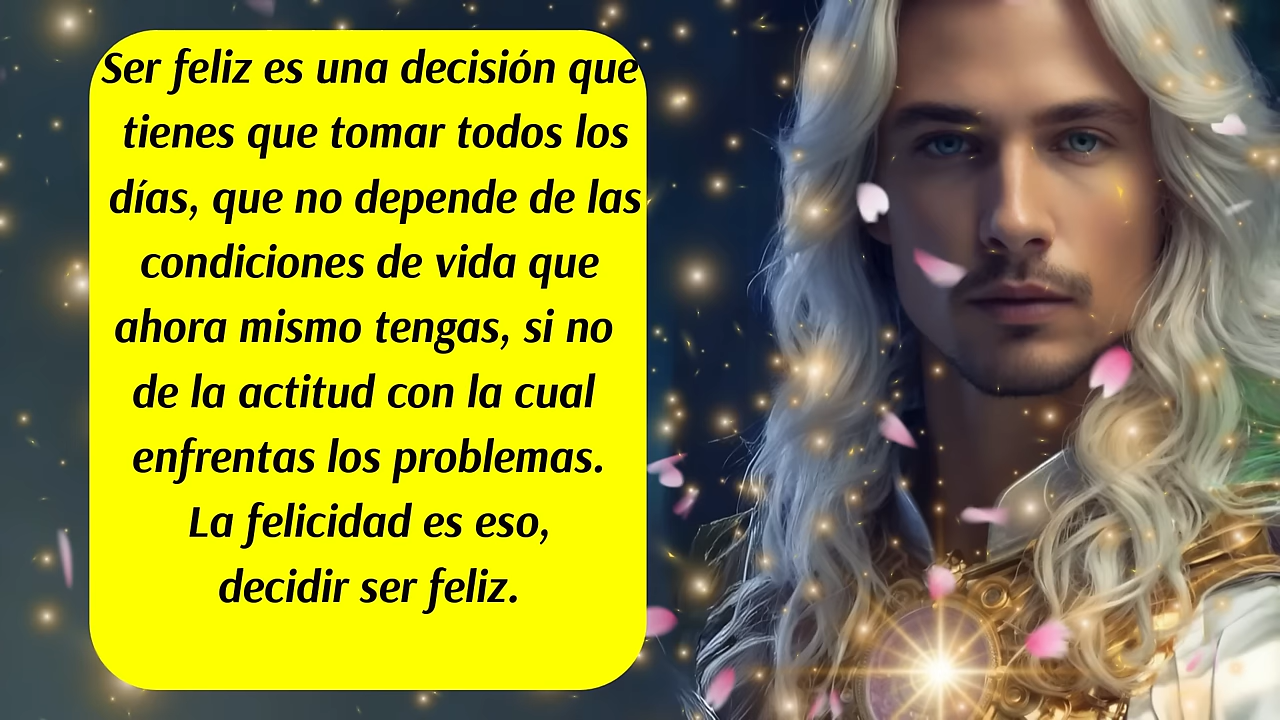 Ser feliz es una decisión que
tienes que tomar todos los
días, que no depende de las
condiciones de vida que
ahora mismo tengas, si no
de la actitud con la cual
enfrentas los problemas.
La felicidad es eso,
decidir ser feliz.